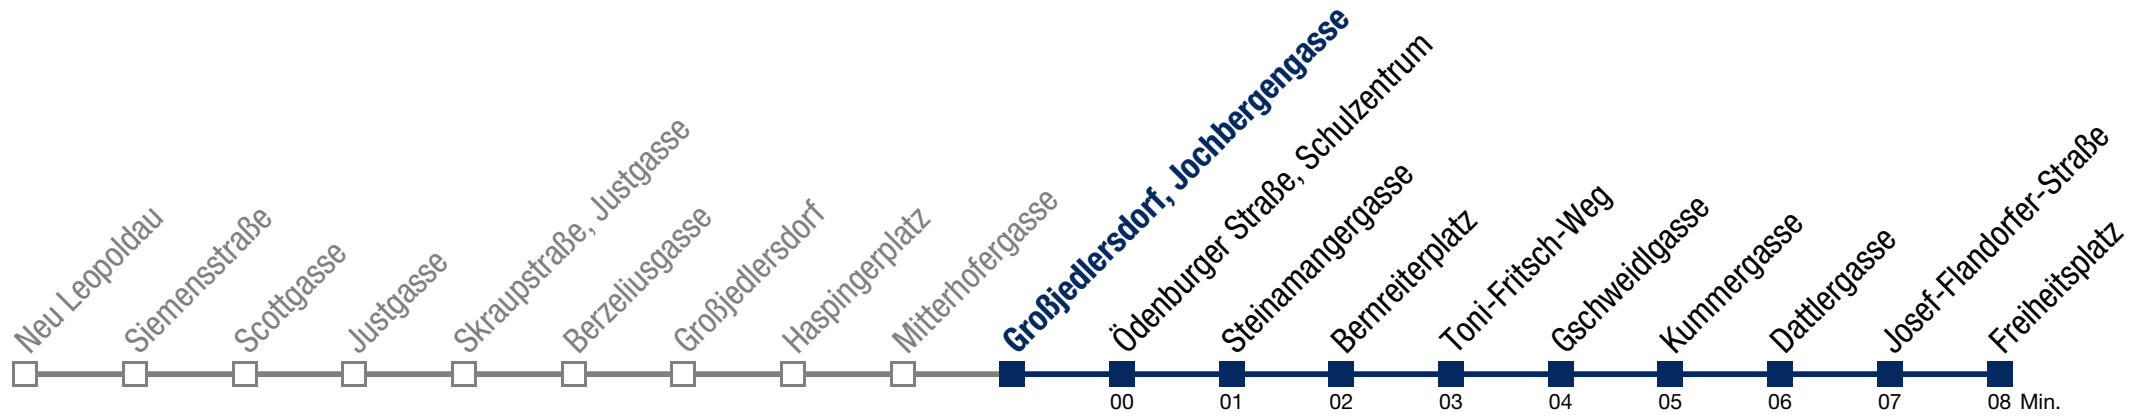 Neu Leopoldau
Siemensstraße
Scottgasse
Justgasse
Skraupstraße, Justgasse
Berzeliusgasse
Großjedlersdorf
Haspingerplatz
Mitterhofergasse
Großjedlersdorf, Jochbergengasse
Ödenburger Straße, Schulzentrum
Steinamangergasse
Bernreiterplatz
Toni-Fritsch-Weg
Gschweidlgasse
Kummergasse
Dattlergasse
Josef-Flandorfer-Straße
Freiheitsplatz
00 01 02 03 04 05 06 07 08 Min.